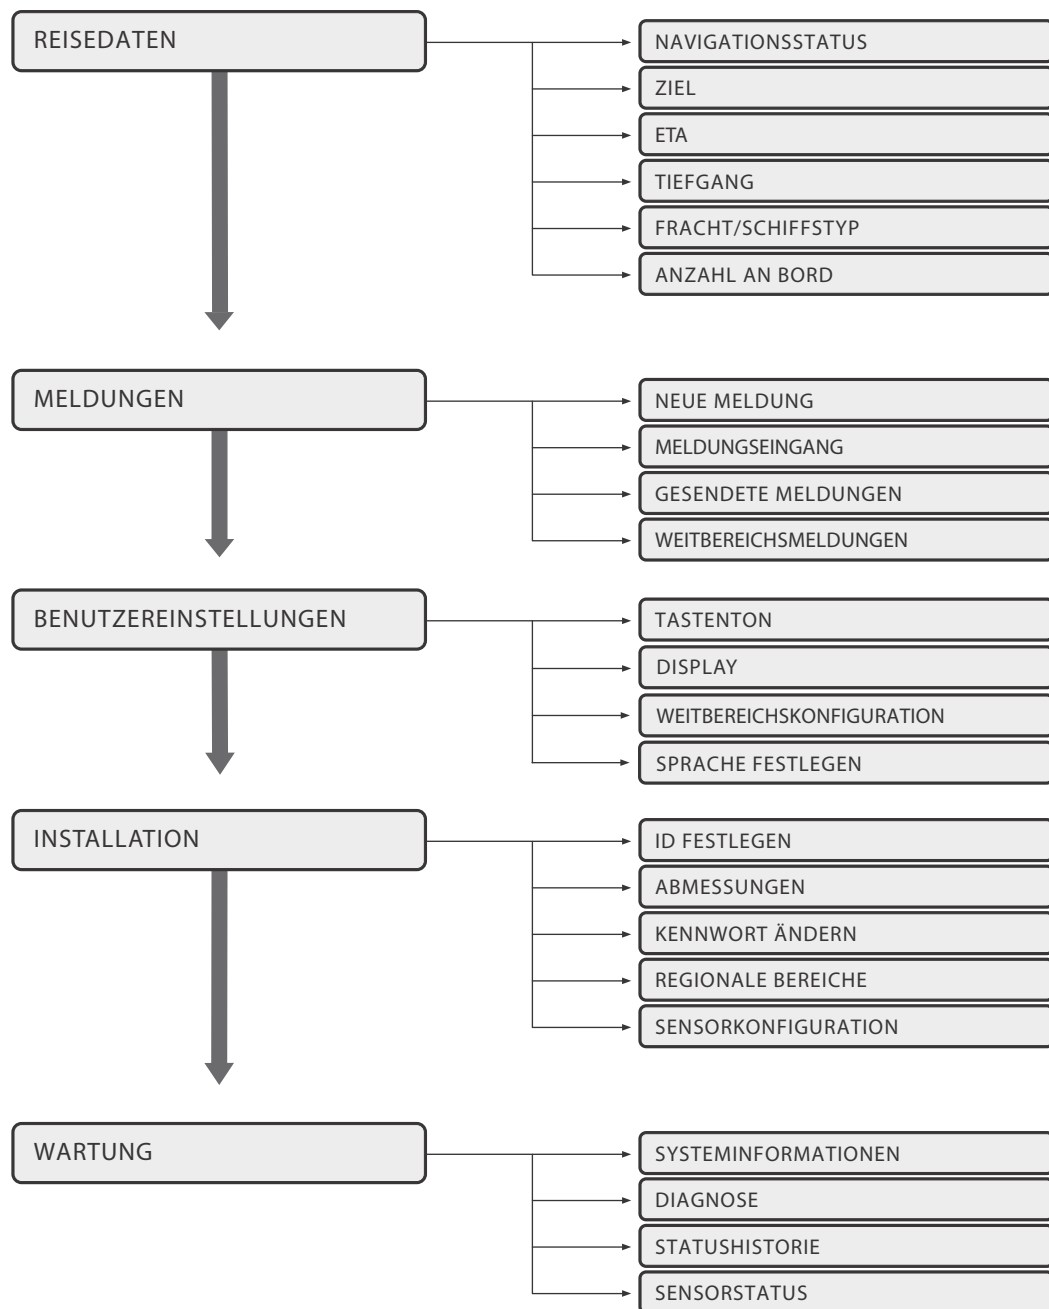 REISEDATEN
NAVIGATIONSSTATUS
ZIEL
ETA
TIEFGANG
FRACHT/SCHIFFSTYP
ANZAHL AN BORD
MELDUNGEN
NEUE MELDUNG
MELDUNGSEINGANG
GESENDETE MELDUNGEN
WEITBEREICHSMELDUNGEN
BENUTZEREINSTELLUNGEN
TASTENTON
DISPLAY
WEITBEREICHSKONFIGURATION
SPRACHE FESTLEGEN
INSTALLATION
ID FESTLEGEN
ABMESSUNGEN
KENNWORT ÄNDERN
REGIONALE BEREICHE
SENSORKONFIGURATION
WARTUNG
SYSTEMINFORMATIONEN
DIAGNOSE
STATUSHISTORIE
SENSORSTATUS